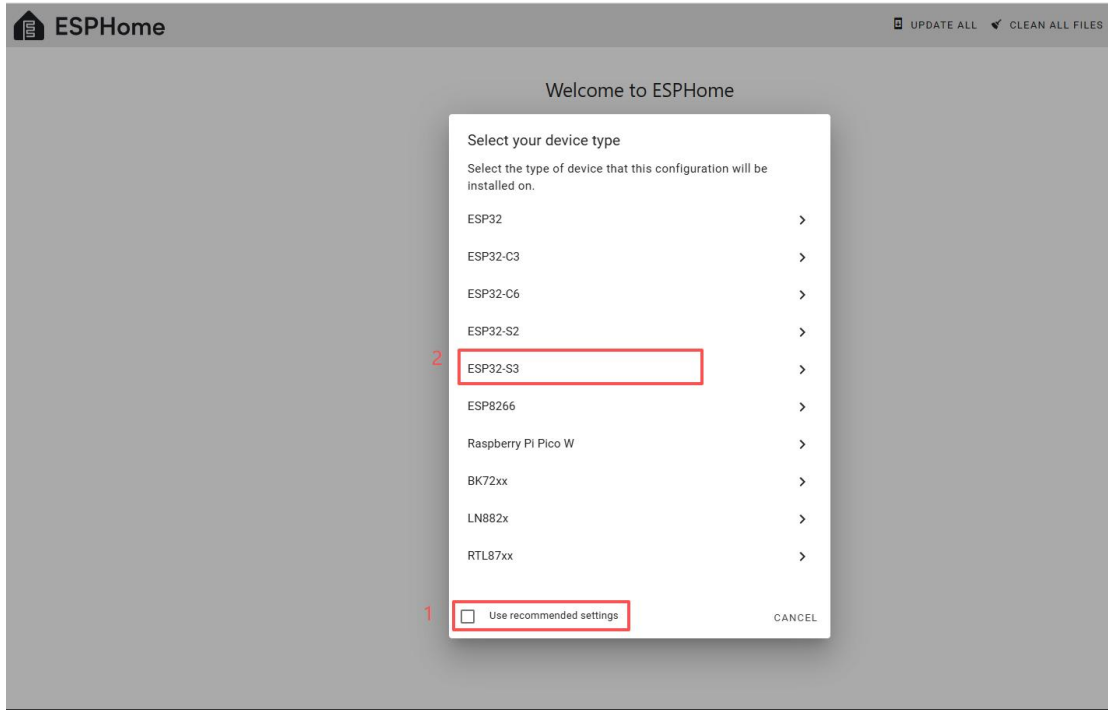 ESPHome
UPDATE ALL CLEAN ALL FILES
Welcome to ESPHome
Select your device type
Select the type of device that this configuration will be
installed on.
ESP32
ESP32-C3
ESP32-C6
ESP32-S2
2
ESP32-S3
ESP8266
Raspberry Pi Pico W
BK72xx
LN882x
RTL87xx
1 Use recommended settings
CANCEL